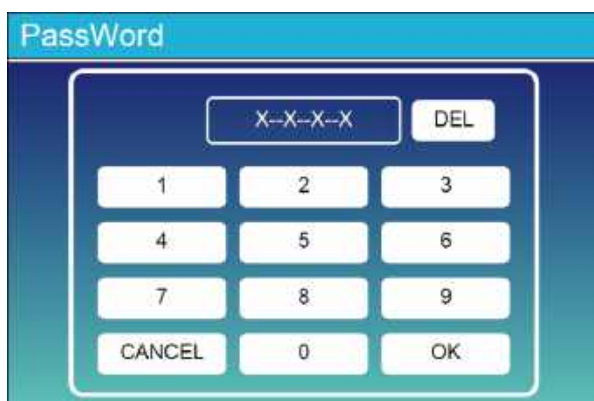 PassWord
X--X--X--X DEL
1 2 3
4 5 6
7 8 9
CANCEL 0 OK